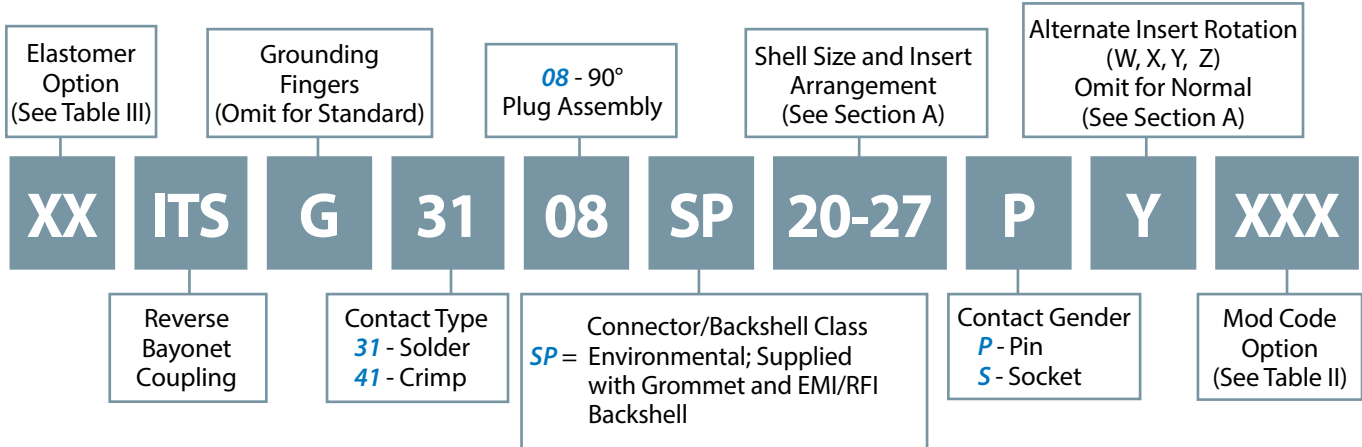 Elastomer
Option
(See Table III)
Grounding
Fingers
(Omit for Standard)
08 - 90°
Plug Assembly
Shell Size and Insert
Arrangement
(See Section A)
Alternate Insert Rotation
(W, X, Y, Z)
Omit for Normal
(See Section A)
XX ITS G 31 08 SP 20-27 P Y XXX
Reverse
Bayonet
Coupling
Contact Type
31 - Solder
41 - Crimp
Connector/Backshell Class
SP = Environmental; Supplied
with Grommet and EMI/RFI
Backshell
Contact Gender
P - Pin
S - Socket
Mod Code
Option
(See Table II)